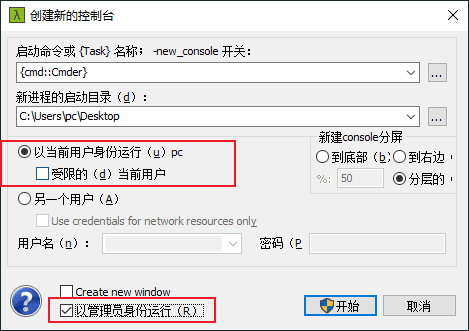 λ 创建新的控制台
启动命令或 {Task} 名称； -new_console 开关：
{cmd::Cmder}
...
新进程的启动目录（d）：
C:\Users\pc\Desktop
...
以当前用户身份运行（u）pc
受限的（d）当前用户
新建console分屏
到底部（b） 到右边（
%: 50 分层的（
另一个用户（A）
Use credentials for network resources only
用户名（n）： 密码（P
Create new window
以管理员身份运行（R）
开始 取消